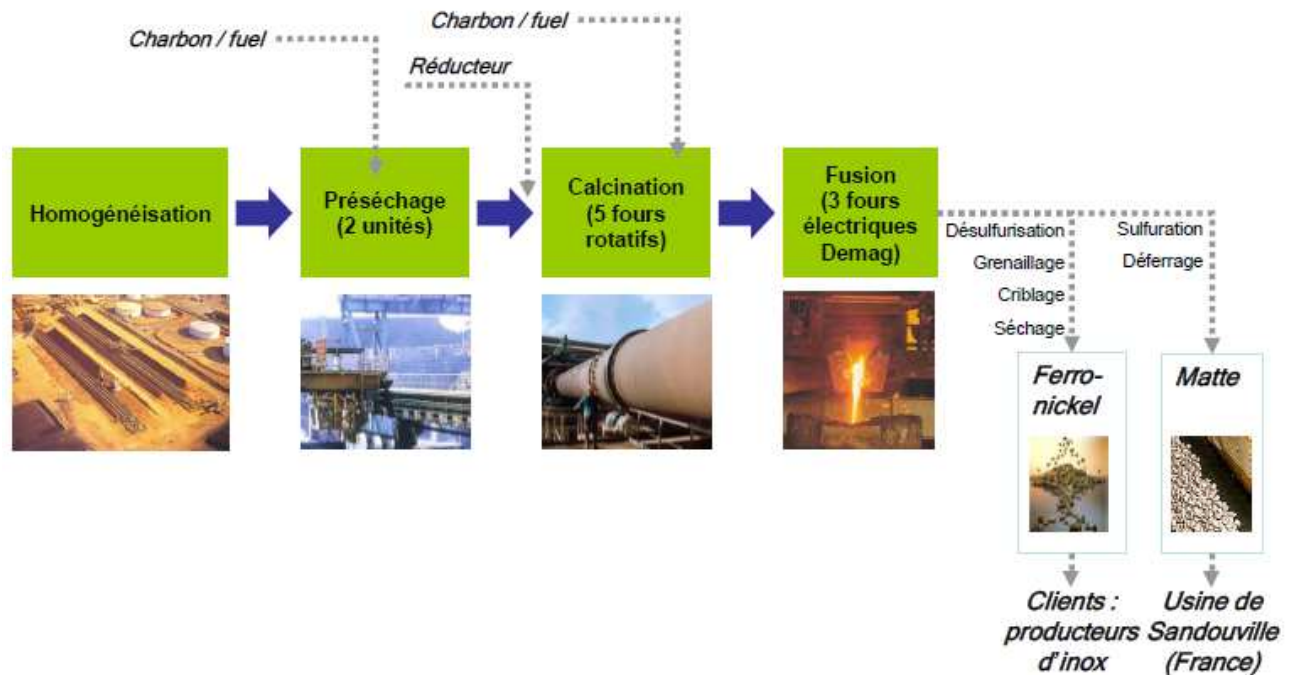 Charbon / fuel
Charbon / fuel
Réducteur
Homogénéisation
Préséchage
(2 unités)
Calcination
(5 fours
rotatifs)
Fusion
(3 fours
électriques
Demag)
Désulfurisation
Grenaillage
Criblage
Séchage
Sulfuration
Déferrage
Ferro-
nickel
Matte
Clients :
producteurs
d’inox
Usine de
Sandouville
(France)